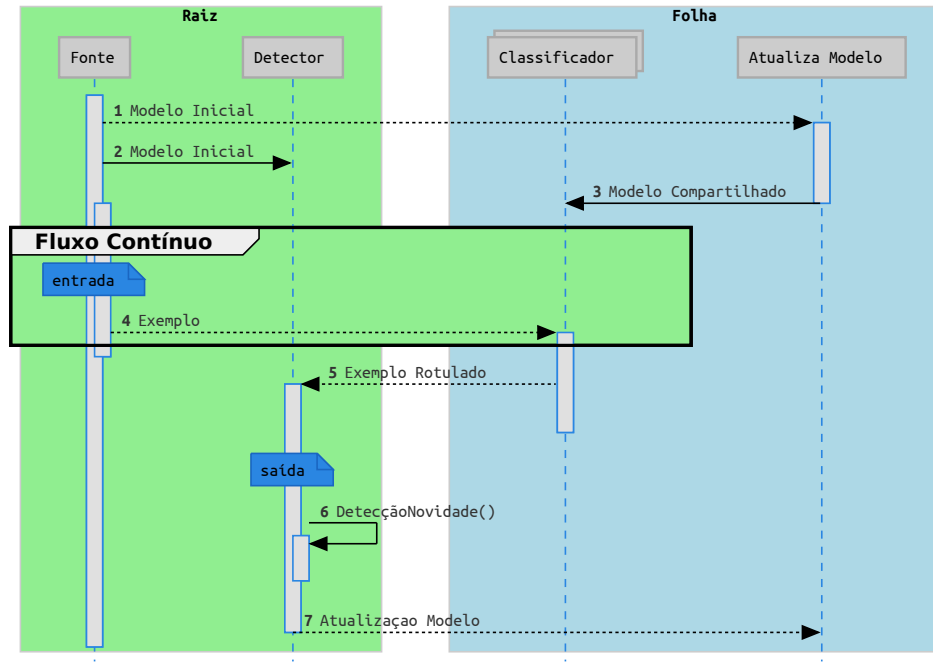 Raiz
Folha
Fonte
Detector
Classificador
Atualiza Modelo
1 Modelo Inicial
2 Modelo Inicial
3 Modelo Compartilhado
Fluxo Contínuo
entrada
4 Exemplo
5 Exemplo Rotulado
saída
6 DetecçãoNovidade()
7 Atualizaçao Modelo